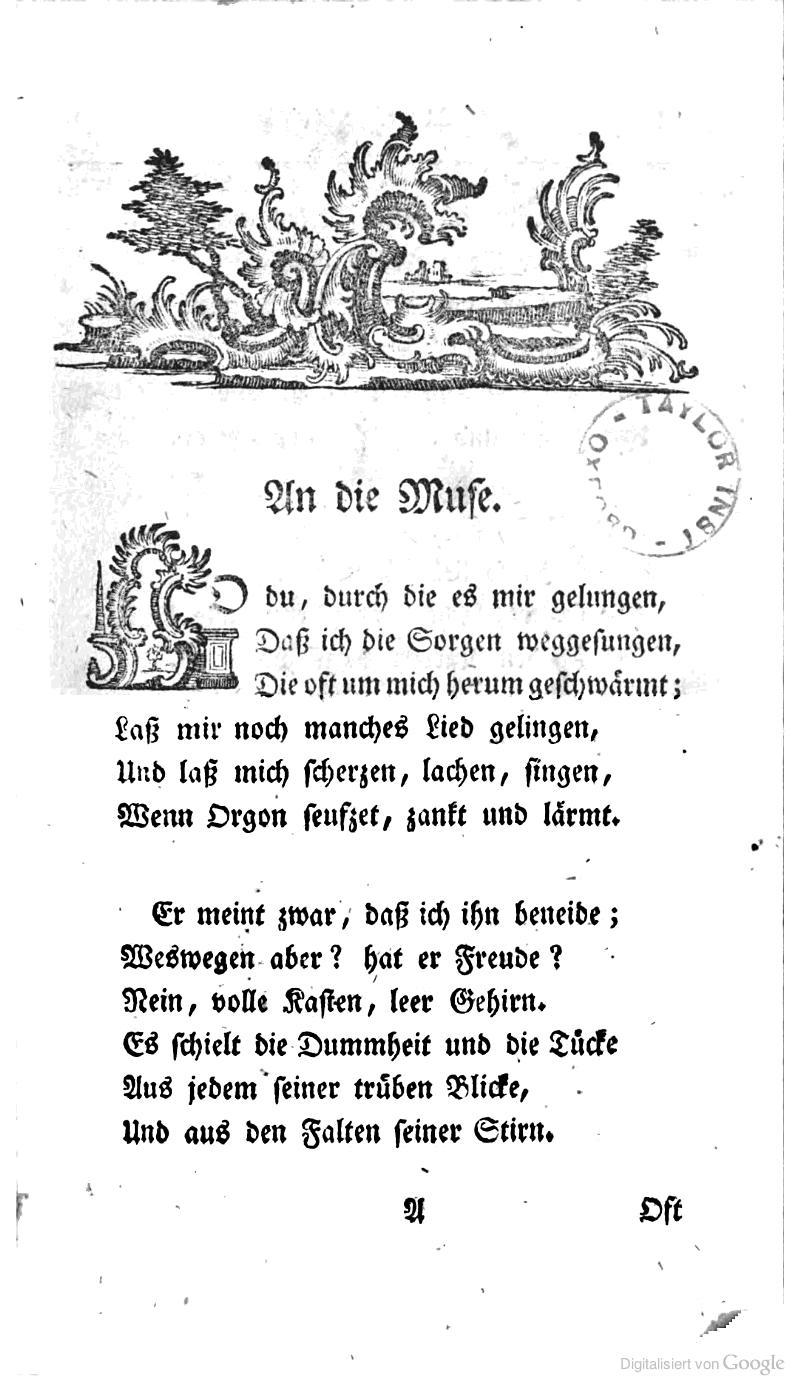 TAYLOR INST
An die Muse.
O du, durch die es mir gelungen,
Daß ich die Sorgen weggesungen,
Die oft um mich herum geschwärmt;
Laß mir noch manches Lied gelingen,
Und laß mich scherzen, lachen, singen,
Wenn Orgon seufzet, zankt und lärmt.
Er meint zwar, daß ich ihn beneide;
Weswegen aber? hat er Freude?
Nein, volle Kasten, leer Gehirn.
Es schielt die Dummheit und die Tücke
Aus jedem seiner trüben Blicke,
Und aus den Falten seiner Stirn.
A
Oft
Digitalisiert von Google